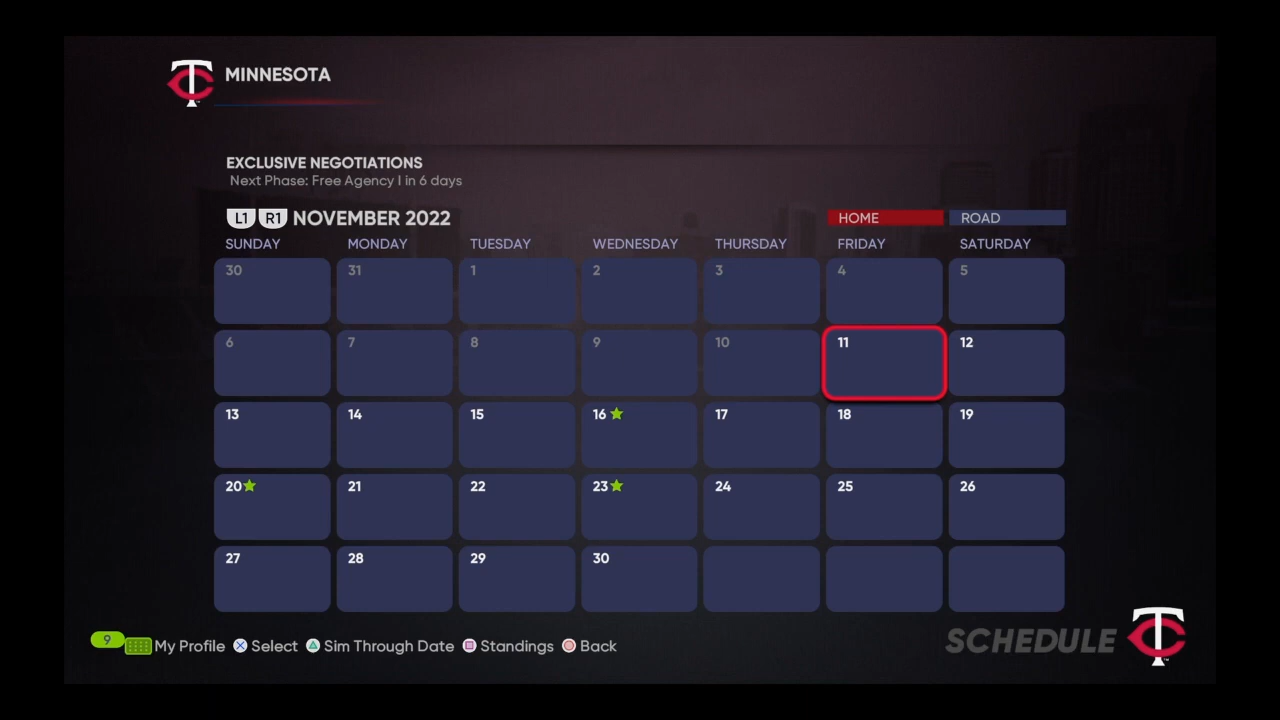 MINNESOTA
EXCLUSIVE NEGOTIATIONS
Next Phase: Free Agency I in 6 days
L1 R1 NOVEMBER 2022 HOME ROAD
SUNDAY MONDAY TUESDAY WEDNESDAY THURSDAY FRIDAY SATURDAY
30 31 1 2 3 4 5
6 7 8 9 10 11 12
13 14 15 16 17 18 19
20 21 22 23 24 25 26
27 28 29 30
9 My Profile Select Sim Through Date Standings Back
SCHEDULE TC